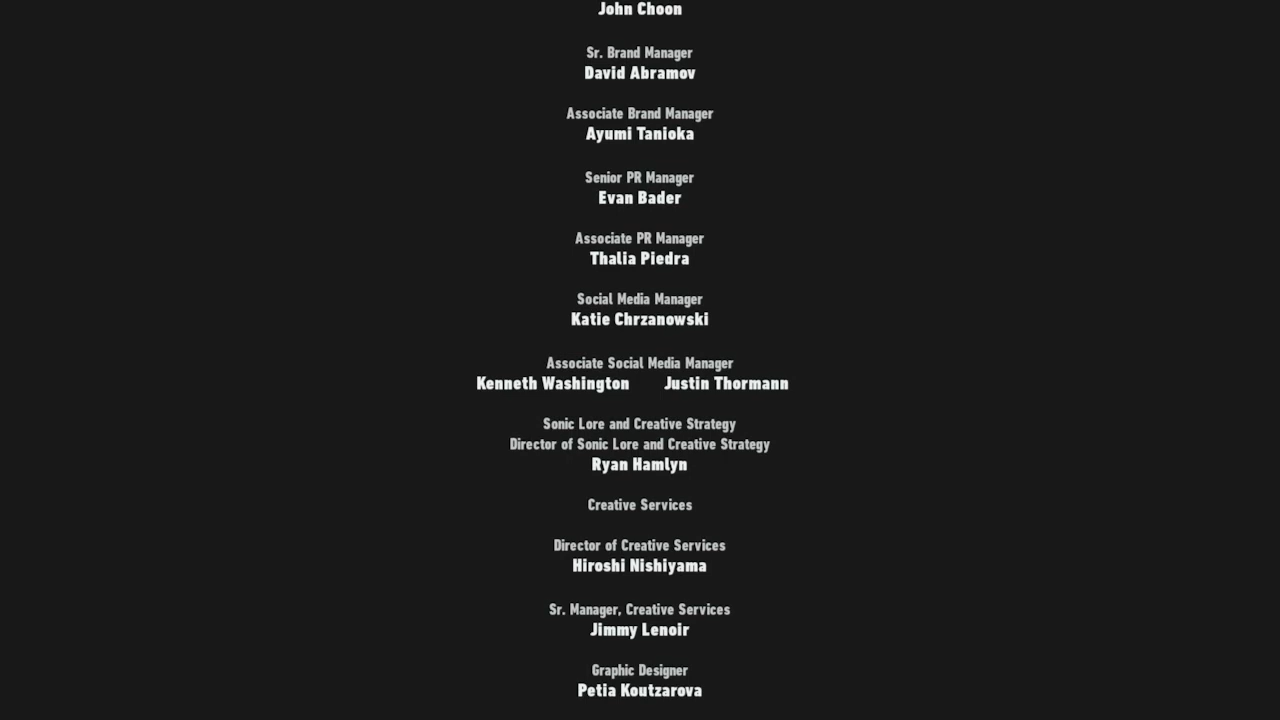 John Choon
Sr. Brand Manager
David Abramov
Associate Brand Manager
Ayumi Tanioka
Senior PR Manager
Evan Bader
Associate PR Manager
Thalia Piedra
Social Media Manager
Katie Chrzanowski
Associate Social Media Manager
Kenneth Washington Justin Thormann
Sonic Lore and Creative Strategy
Director of Sonic Lore and Creative Strategy
Ryan Hamlyn
Creative Services
Director of Creative Services
Hiroshi Nishiyama
Sr. Manager, Creative Services
Jimmy Lenoir
Graphic Designer
Petia Koutzarova